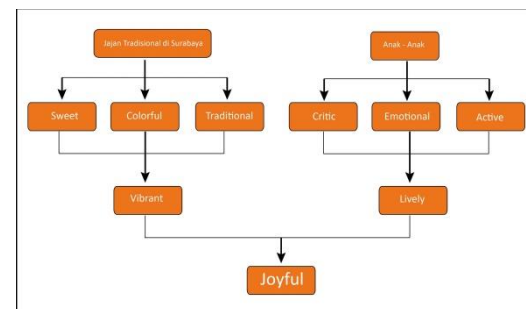 Jajan Tradisional di Surabaya
Anak - Anak
Sweet
Colorful
Traditional
Critic
Emotional
Active
Vibrant
Lively
Joyful